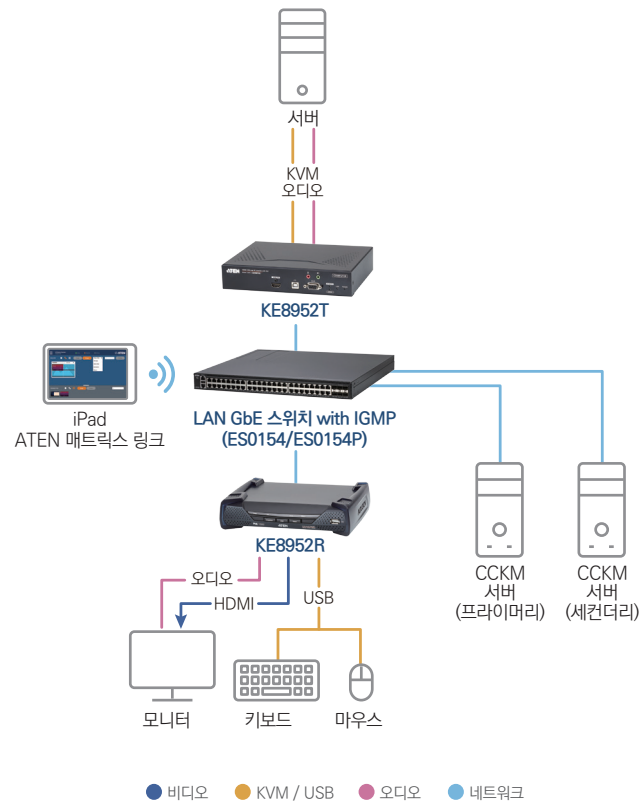 서버
KVM
오디오
ATEN
KE8952T
iPad
ATEN 매트릭스 링크
LAN GbE 스위치 with IGMP
(ES0154/ES0154P)
KE8952R
오디오
HDMI
USB
CCKM
서버
(프라이머리)
CCKM
서버
(세컨더리)
모니터
키보드
마우스
비디오
KVM / USB
오디오
네트워크